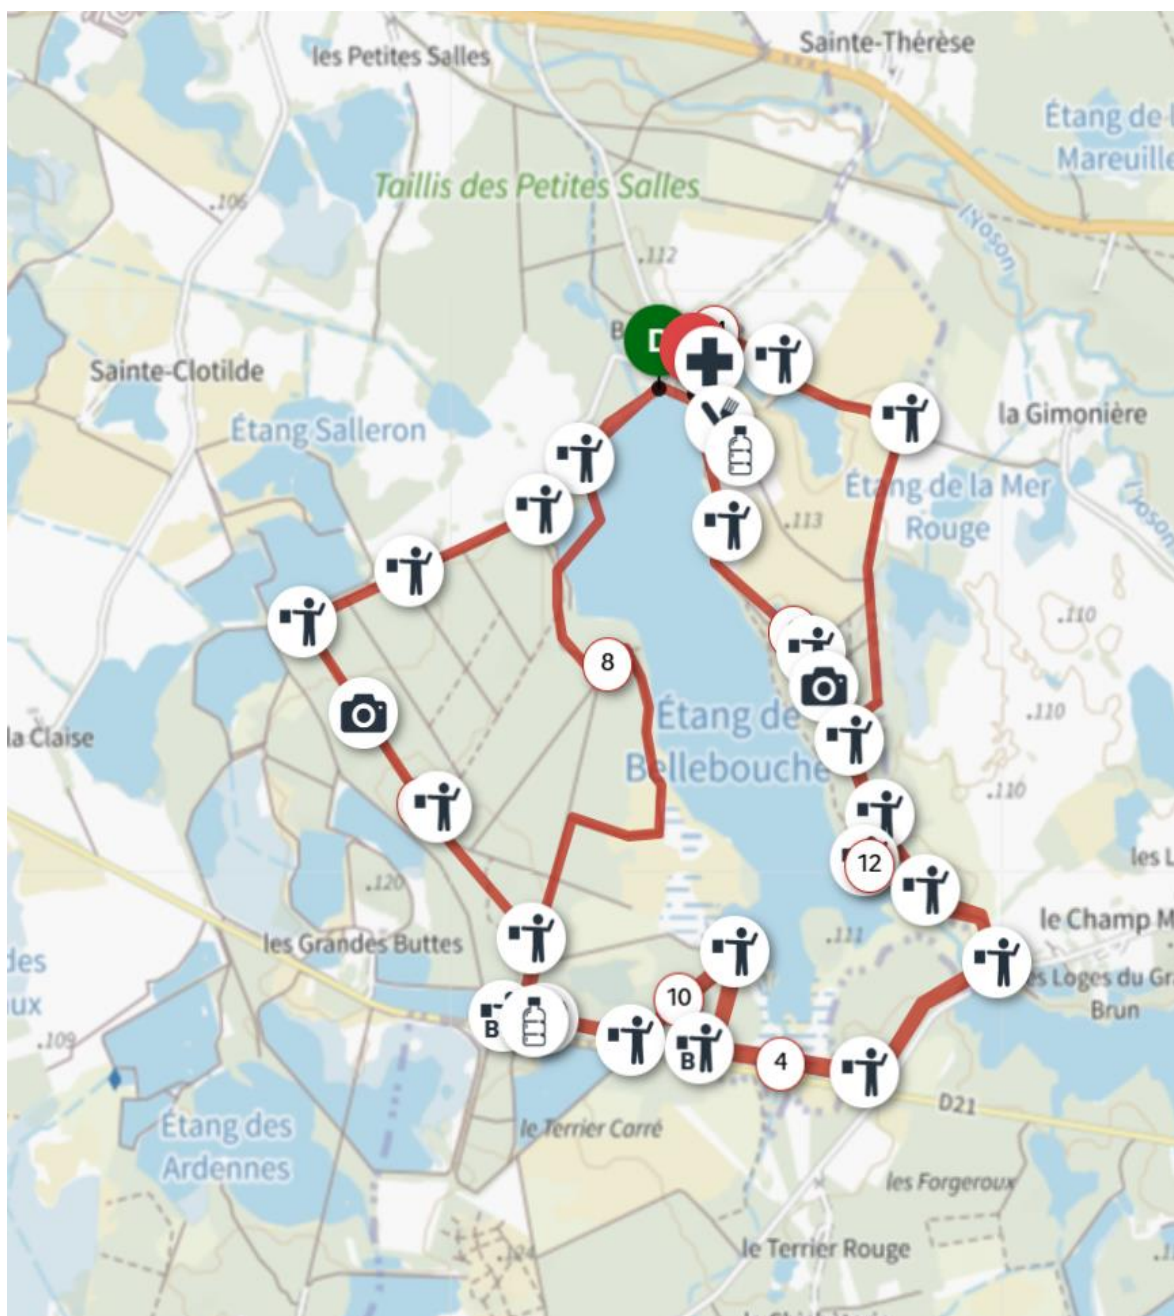 les Petites Salles
Sainte-Thérèse
Étang de
Mareuille
Taillis des Petites Salles
.106
l'Yoson
.112
D
B
Sainte-Clotilde
la Gimonière
Étang Salleron
Étang de la Mer
Rouge
l'Yoson
.113
.110
8
Étang de
Bellebouche
.110
la Claise
.110
12
.120
les L
le Champ M
.111
les Grandes Buttes
des
aux
es Loges du Gr
Brun
10
B
B
.109
4
D21
Étang des
Ardennes
le Terrier Carré
les Forgeroux
.124
le Terrier Rouge